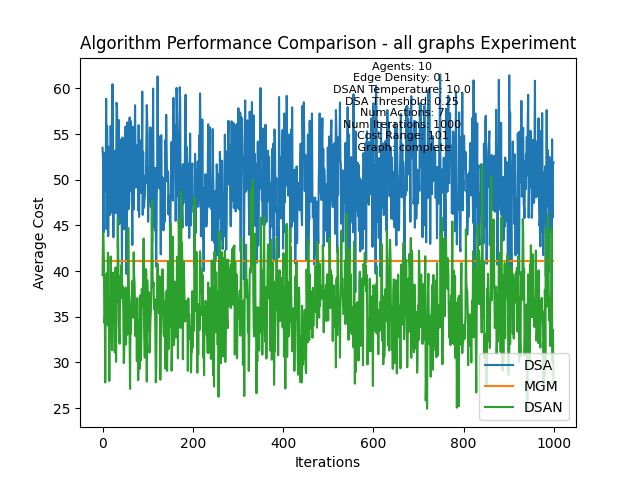 Algorithm Performance Comparison - all graphs Experiment
Agents: 10
Edge Density: 0.1
DSAN Temperature: 10.0
DSA Threshold: 0.25
Num Actions: 7
Num Iterations: 1000
Cost Range: 101
Graph: complete
60
55
50
45
40
35
30
25
Average Cost
DSA
MGM
DSAN
0
200
400
600
800
1000
Iterations